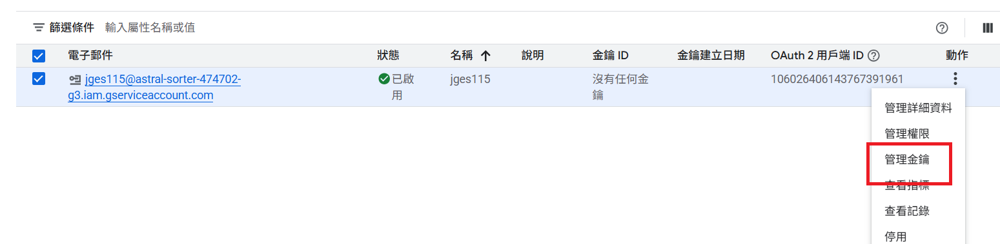 篩選條件 輸入屬性名稱或值
電子郵件 狀態 名稱 說明 金鑰 ID 金鑰建立日期 OAuth 2 用戶端 ID 動作
jges115@astral-sorter-474702- 已啟 jges115 沒有任何金 106026406143767391961
g3.iam.gserviceaccount.com 用 鑰
管理詳細資料
管理權限
管理金鑰
查看指標
查看記錄
停用